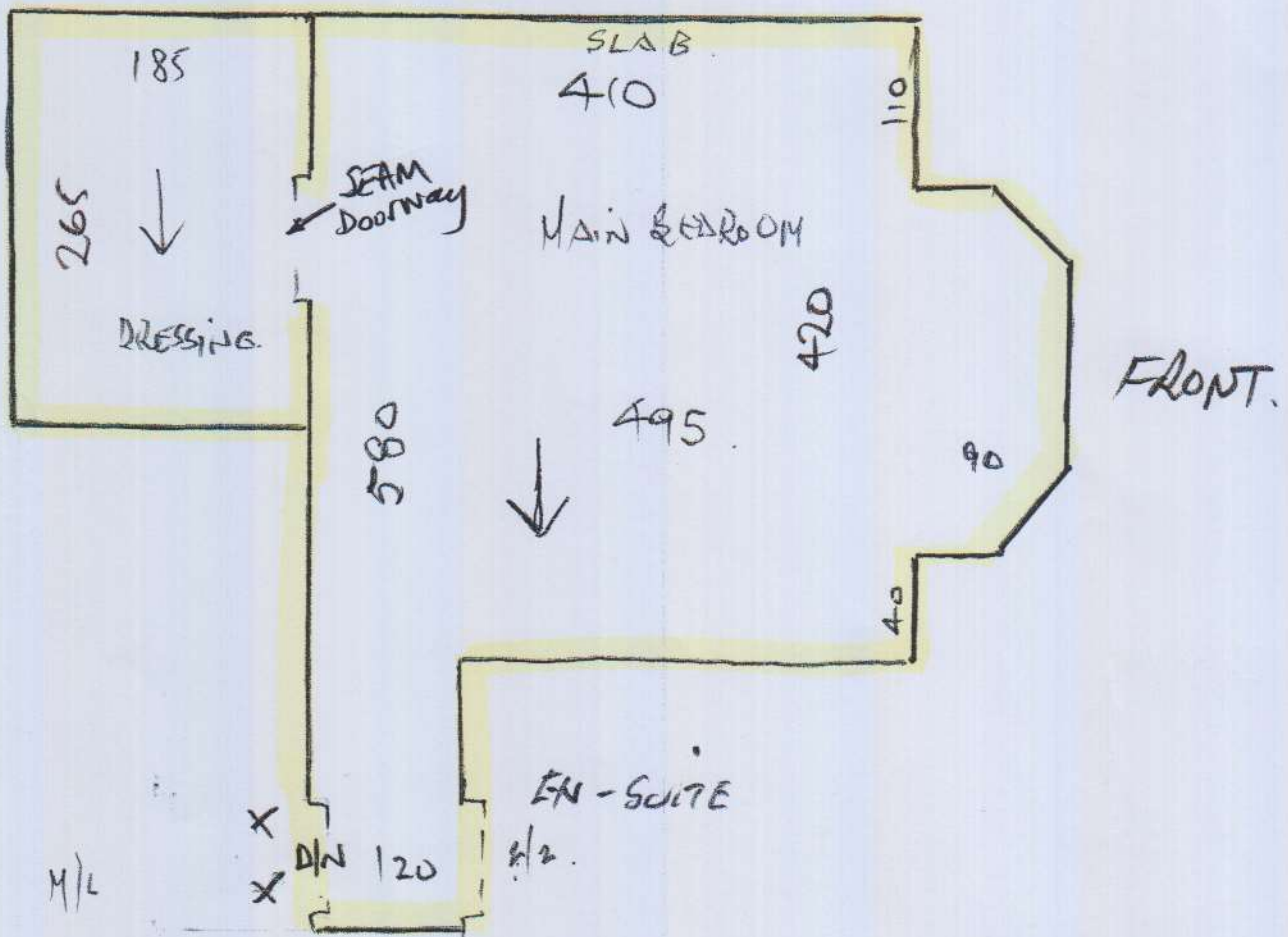 SLAB
185
410
110
SEAM
DOORWAY
265
MAIN BEDROOM
DRESSING.
420
FRONT.
495
580
90
40
EN-SUITE
D/N
120
M/L
X
X